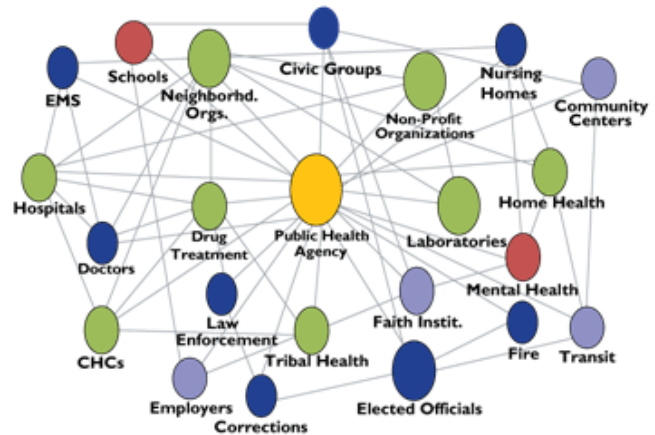 Schools
Civic Groups
Nursing
Homes
EMS
Neighborhd.
Orgs.
Non-Profit
Organizations
Community
Centers
Hospitals
Home Health
Drug
Treatment
Public Health
Agency
Laboratories
Doctors
Mental Health
Law
Enforcement
Faith Instit.
CHCs
Tribal Health
Fire
Transit
Employers
Elected Officials
Corrections